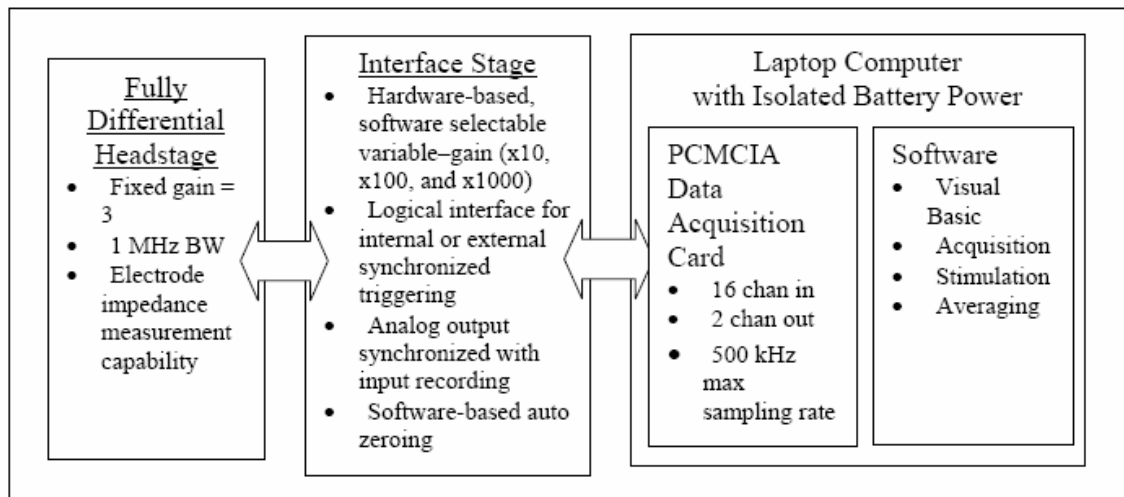 Fully
Differential
Headstage
• Fixed gain =
3
• 1 MHz BW
• Electrode
impedance
measurement
capability
Interface Stage
• Hardware-based,
software selectable
variable–gain (x10,
x100, and x1000)
• Logical interface for
internal or external
synchronized
triggering
• Analog output
synchronized with
input recording
• Software-based auto
zeroing
Laptop Computer
with Isolated Battery Power
PCMCIA
Data
Acquisition
Card
• 16 chan in
• 2 chan out
• 500 kHz
max
sampling rate
Software
• Visual
Basic
• Acquisition
• Stimulation
• Averaging